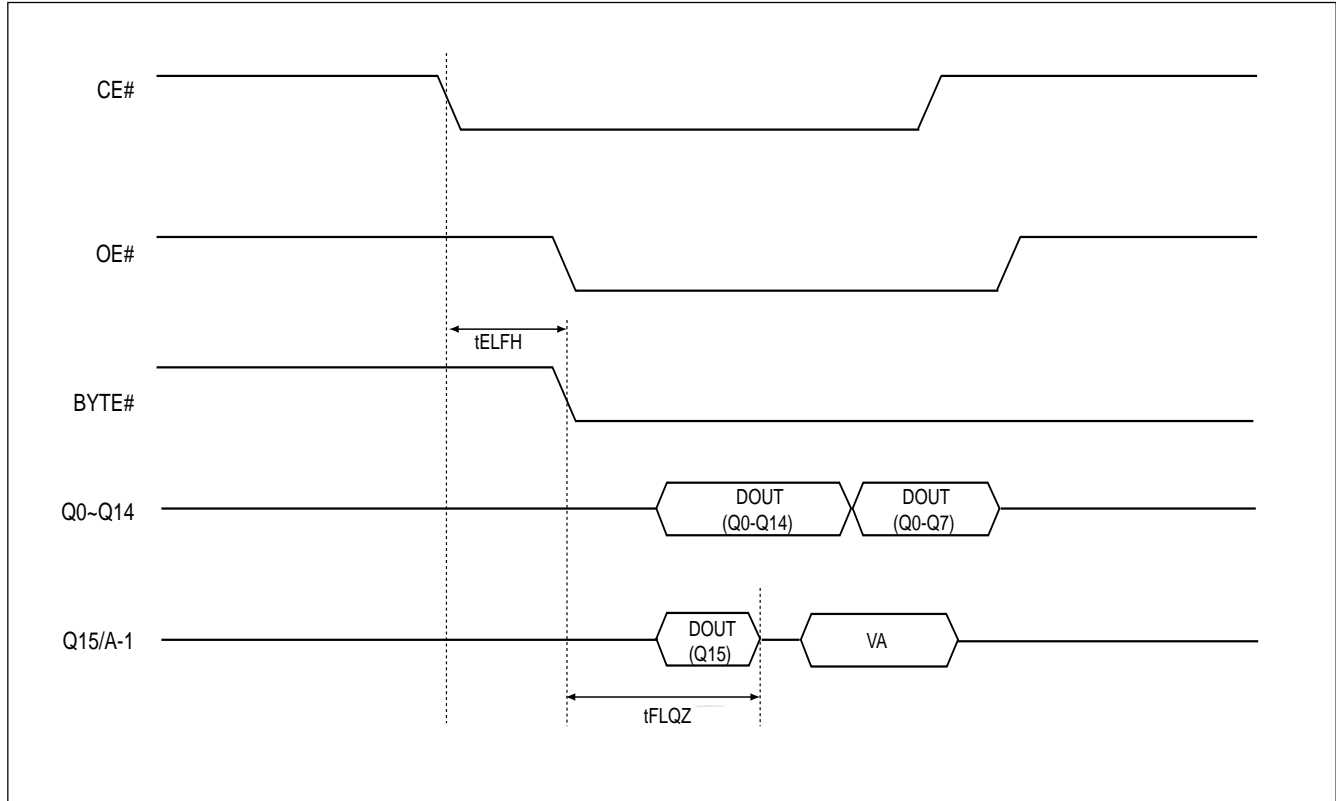 CE#
OE#
tELFH
BYTE#
Q0~Q14
DOUT
(Q0-Q14)
DOUT
(Q0-Q7)
Q15/A-1
DOUT
(Q15)
VA
tFLQZ